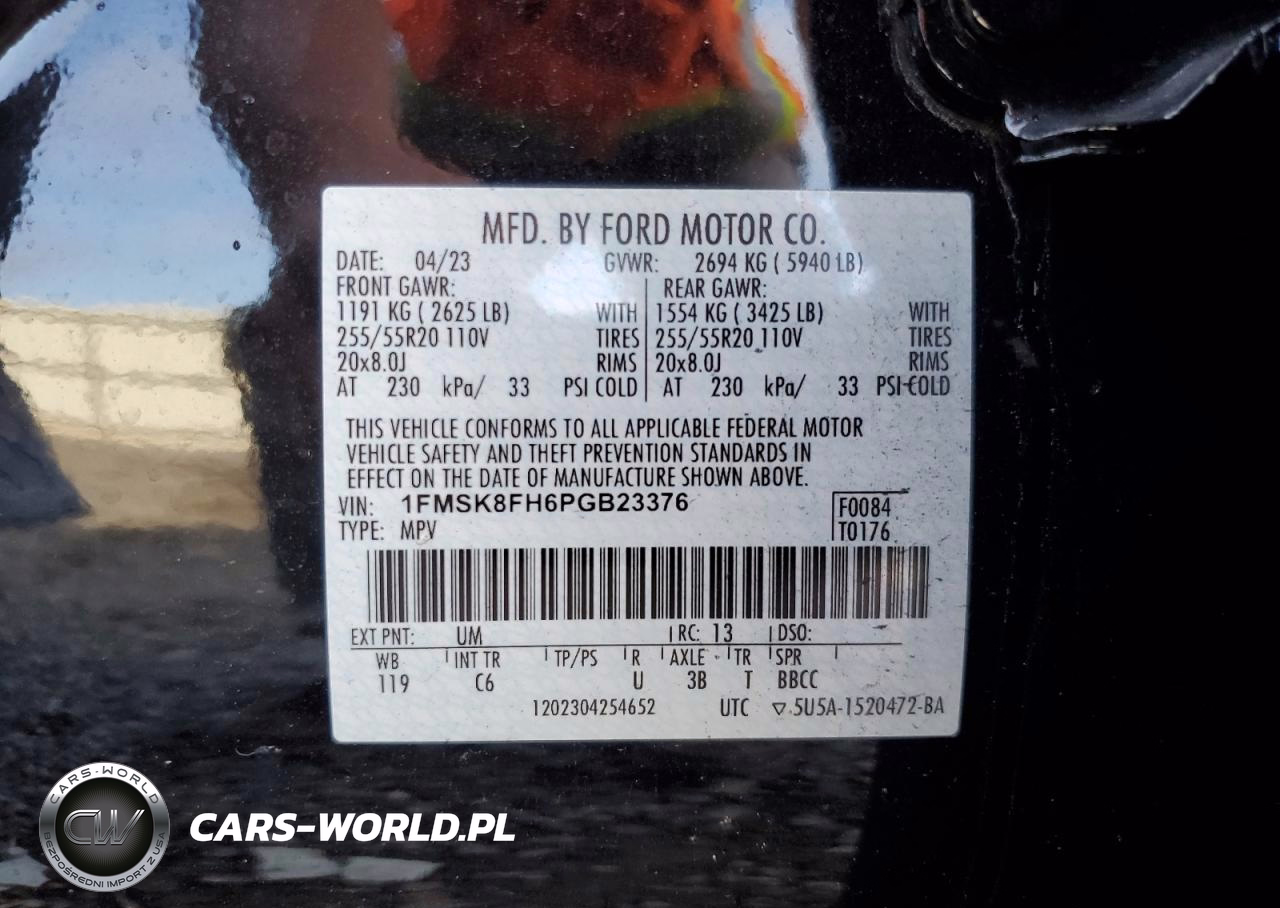 MFD. BY FORD MOTOR CO.
DATE: 04/23 GVWR: 2694 KG ( 5940 LB)
FRONT GAWR: REAR GAWR:
1191 KG ( 2625 LB) WITH 1554 KG ( 3425 LB) WITH
255/55R20 110V TIRES 255/55R20 110V TIRES
20x8.0J RIMS 20x8.0J RIMS
AT 230 kPa/ 33 PSI COLD AT 230 kPa/ 33 PSI COLD
THIS VEHICLE CONFORMS TO ALL APPLICABLE FEDERAL MOTOR
VEHICLE SAFETY AND THEFT PREVENTION STANDARDS IN
EFFECT ON THE DATE OF MANUFACTURE SHOWN ABOVE.
VIN: 1FMSK8FH6PGB23376 F0084
TYPE: MPV T0176
EXT PNT: UM RC: 13 DSO:
WB INT TR TP/PS R AXLE TR SPR
119 C6 U 3B T BBCC
1202304254652 UTC ▽ 5U5A-1520472-BA
CARS-WORLD
CW
BEZPOŚREDNI IMPORT Z USA
CARS-WORLD.PL